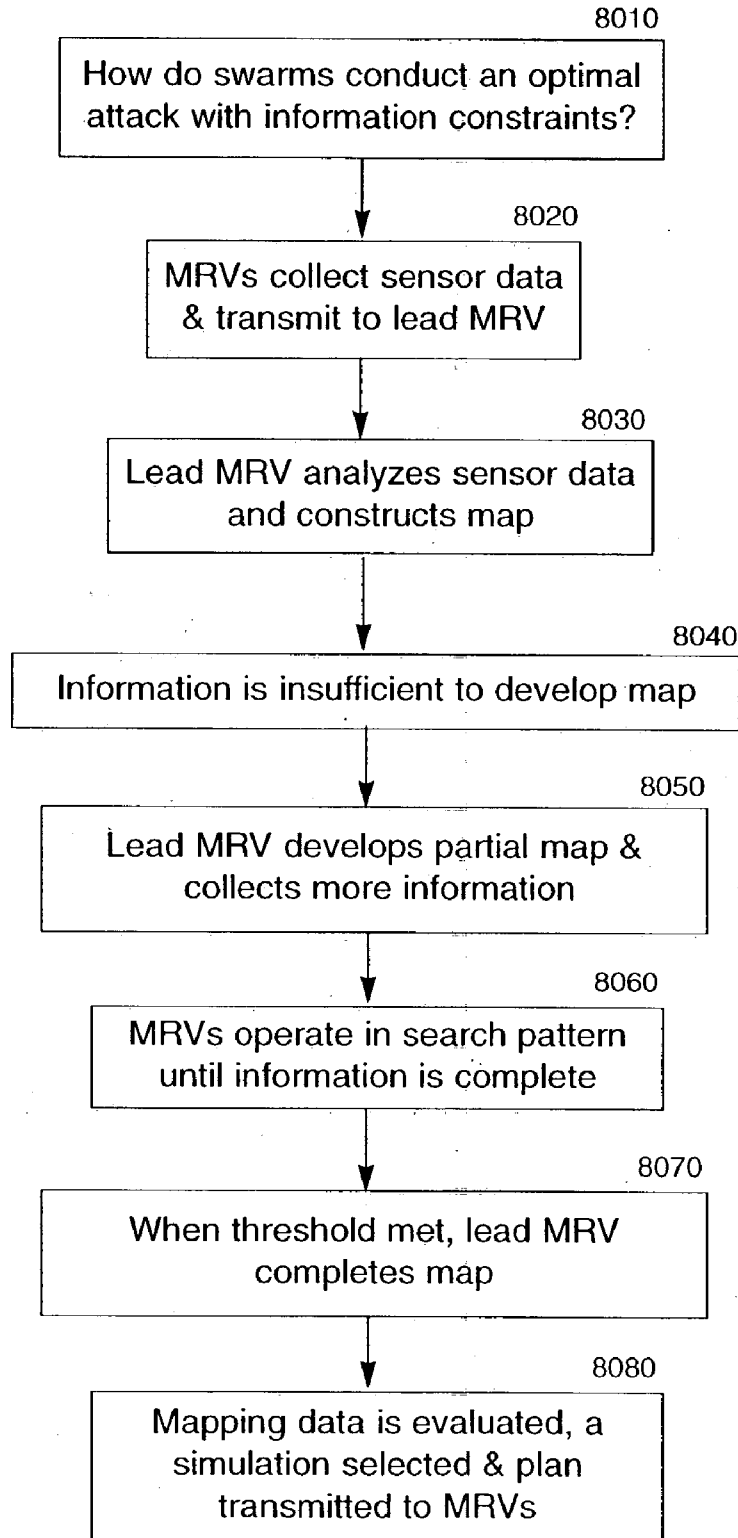 8010
How do swarms conduct an optimal
attack with information constraints?
8020
MRVs collect sensor data
& transmit to lead MRV
8030
Lead MRV analyzes sensor data
and constructs map
8040
Information is insufficient to develop map
8050
Lead MRV develops partial map &
collects more information
8060
MRVs operate in search pattern
until information is complete
8070
When threshold met, lead MRV
completes map
8080
Mapping data is evaluated, a
simulation selected & plan
transmitted to MRVs